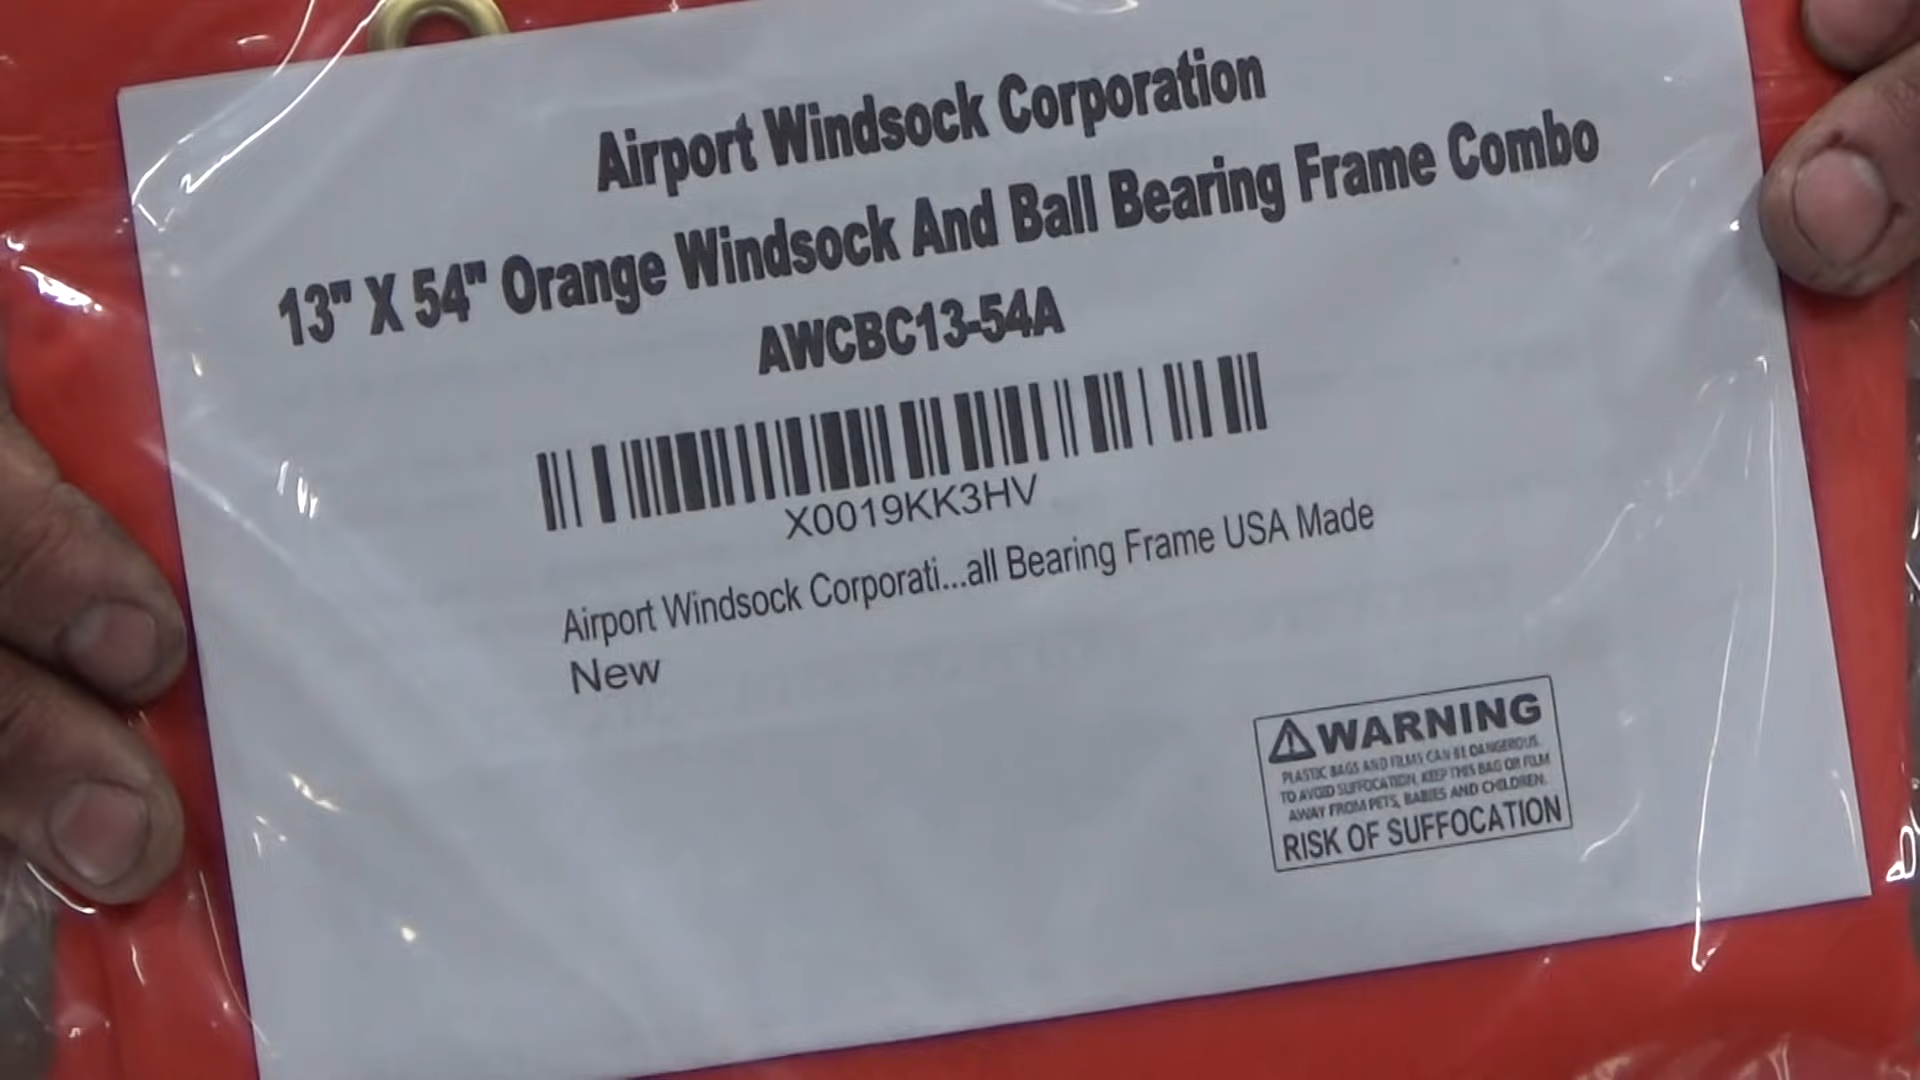 Airport Windsock Corporation
13" X 54" Orange Windsock And Ball Bearing Frame Combo
AWCBC13-54A
X0019KK3HV
Airport Windsock Corporati...all Bearing Frame USA Made
New
WARNING
PLASTIC BAGS AND FILMS CAN BE DANGEROUS.
TO AVOID SUFFOCATION, KEEP THIS BAG OR FILM
AWAY FROM PETS, BABIES AND CHILDREN.
RISK OF SUFFOCATION